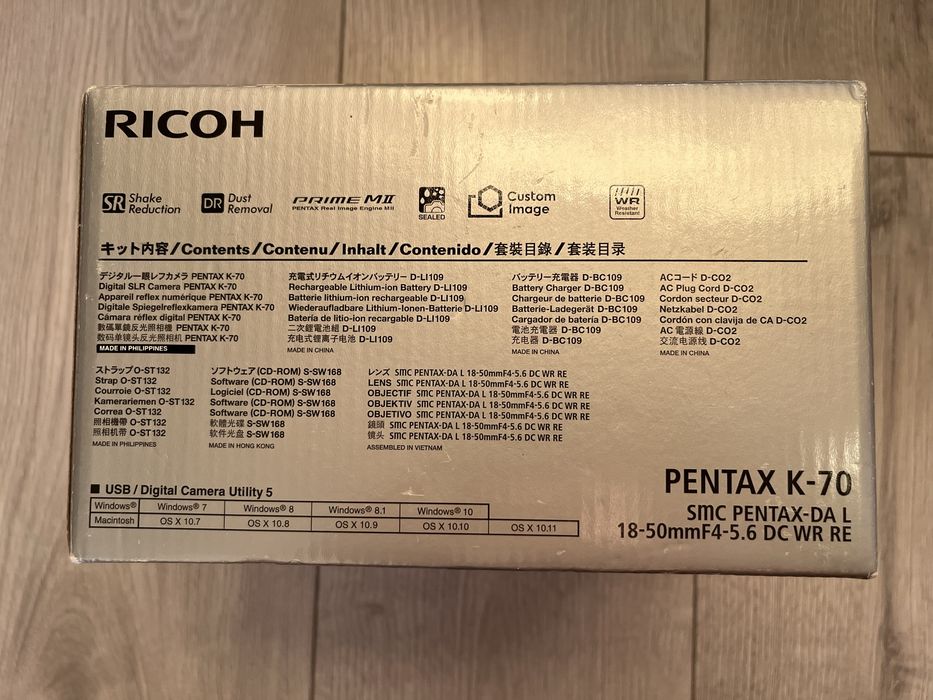 RICOH
SR Shake Reduction
DR Dust Removal
PRIME MII
PENTAX Real Image Engine MII
SEALED
Custom Image
WR
Weather Resistant
キット内容/Contents/Contenu/Inhalt/Contenido/套裝目錄/套装目录
デジタル一眼レフカメラ PENTAX K-70
Digital SLR Camera PENTAX K-70
Appareil reflex numérique PENTAX K-70
Digitale Spiegelreflexkamera PENTAX K-70
Cámara réflex digital PENTAX K-70
數碼單鏡反光照相機 PENTAX K-70
数码单镜头反光照相机 PENTAX K-70
MADE IN PHILIPPINES
充電式リチウムイオンバッテリー D-LI109
Rechargeable Lithium-ion Battery D-LI109
Batterie lithium-ion rechargeable D-LI109
Wiederaufladbare Lithium-Ionen-Batterie D-LI109
Batería de litio-ion recargable D-LI109
二次鋰電池組 D-LI109
充电式锂离子电池 D-LI109
MADE IN CHINA
バッテリー充電器 D-BC109
Battery Charger D-BC109
Chargeur de batterie D-BC109
Batterie-Ladegerät D-BC109
Cargador de batería D-BC109
電池充電器 D-BC109
充电器 D-BC109
MADE IN CHINA
ACコード D-CO2
AC Plug Cord D-CO2
Cordon secteur D-CO2
Netzkabel D-CO2
Cordón con clavija de CA D-CO2
AC 電源線 D-CO2
交流电源线 D-CO2
MADE IN CHINA
ストラップ O-ST132
Strap O-ST132
Courroie O-ST132
Kamerariemen O-ST132
Correa O-ST132
照相機帶 O-ST132
照相机带 O-ST132
MADE IN PHILIPPINES
ソフトウェア (CD-ROM) S-SW168
Software (CD-ROM) S-SW168
Logiciel (CD-ROM) S-SW168
Software (CD-ROM) S-SW168
Software (CD-ROM) S-SW168
軟體光碟 S-SW168
软件光盘 S-SW168
MADE IN HONG KONG
レンズ SMC PENTAX-DA L 18-50mmF4-5.6 DC WR RE
LENS SMC PENTAX-DA L 18-50mmF4-5.6 DC WR RE
OBJECTIF SMC PENTAX-DA L 18-50mmF4-5.6 DC WR RE
OBJEKTIV SMC PENTAX-DA L 18-50mmF4-5.6 DC WR RE
OBJETIVO SMC PENTAX-DA L 18-50mmF4-5.6 DC WR RE
鏡頭 SMC PENTAX-DA L 18-50mmF4-5.6 DC WR RE
镜头 SMC PENTAX-DA L 18-50mmF4-5.6 DC WR RE
ASSEMBLED IN VIETNAM
■ USB / Digital Camera Utility 5
Windows® Windows® 7 Windows® 8 Windows® 8.1 Windows® 10
Macintosh OS X 10.7 OS X 10.8 OS X 10.9 OS X 10.10 OS X 10.11
PENTAX K-70
SMC PENTAX-DA L
18-50mmF4-5.6 DC WR RE